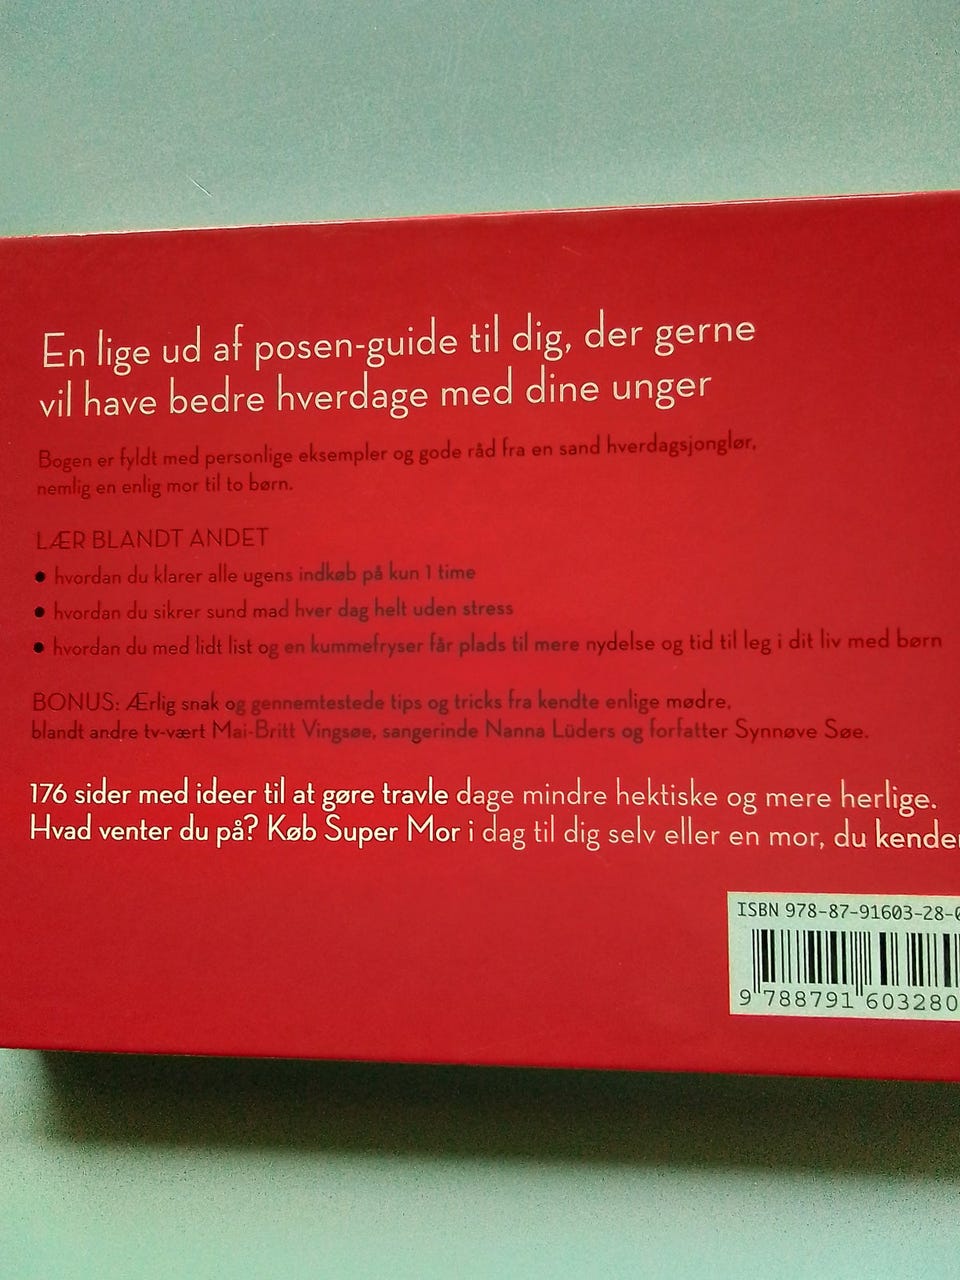 En lige ud af posen-guide til dig, der gerne
vil have bedre hverdage med dine unger
Bogen er fyldt med personlige eksempler og gode råd fra en sand hverdagsjonglør,
nemlig en enlig mor til to børn.
LÆR BLANDT ANDET
• hvordan du klarer alle ugens indkøb på kun 1 time
• hvordan du sikrer sund mad hver dag helt uden stress
• hvordan du med lidt list og en kummefryser får plads til mere nydelse og tid til leg i dit liv med børn
BONUS: Ærlig snak og gennemtestede tips og tricks fra kendte enlige mødre,
blandt andre tv-vært Mai-Britt Vingsøe, sangerinde Nanna Lüders og forfatter Synnøve Søe.
176 sider med ideer til at gøre travle dage mindre hektiske og mere herlige.
Hvad venter du på? Køb Super Mor i dag til dig selv eller en mor, du kender
ISBN 978-87-91603-28-0
9 788791 603280